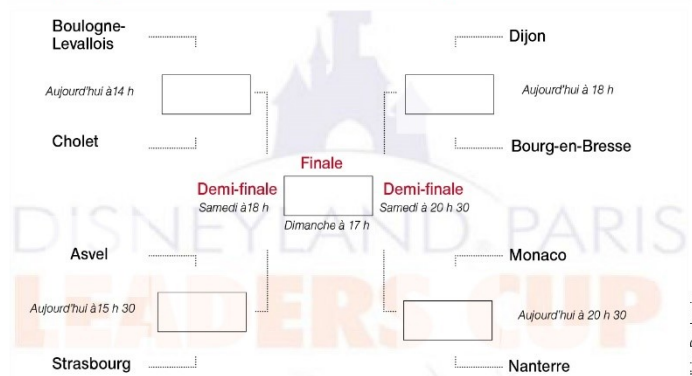 Boulogne-
Levallois
Aujourd'hui à14 h
Cholet
Dijon
Aujourd'hui à 18 h
Bourg-en-Bresse
Finale
Demi-finale
Samedi à18 h
Demi-finale
Samedi à 20 h 30
Dimanche à 17 h
DISNEYLAND PARIS
LEADERS CUP
Asvel
Aujourd'hui à15 h 30
Strasbourg
Monaco
Aujourd'hui à 20 h 30
Nanterre